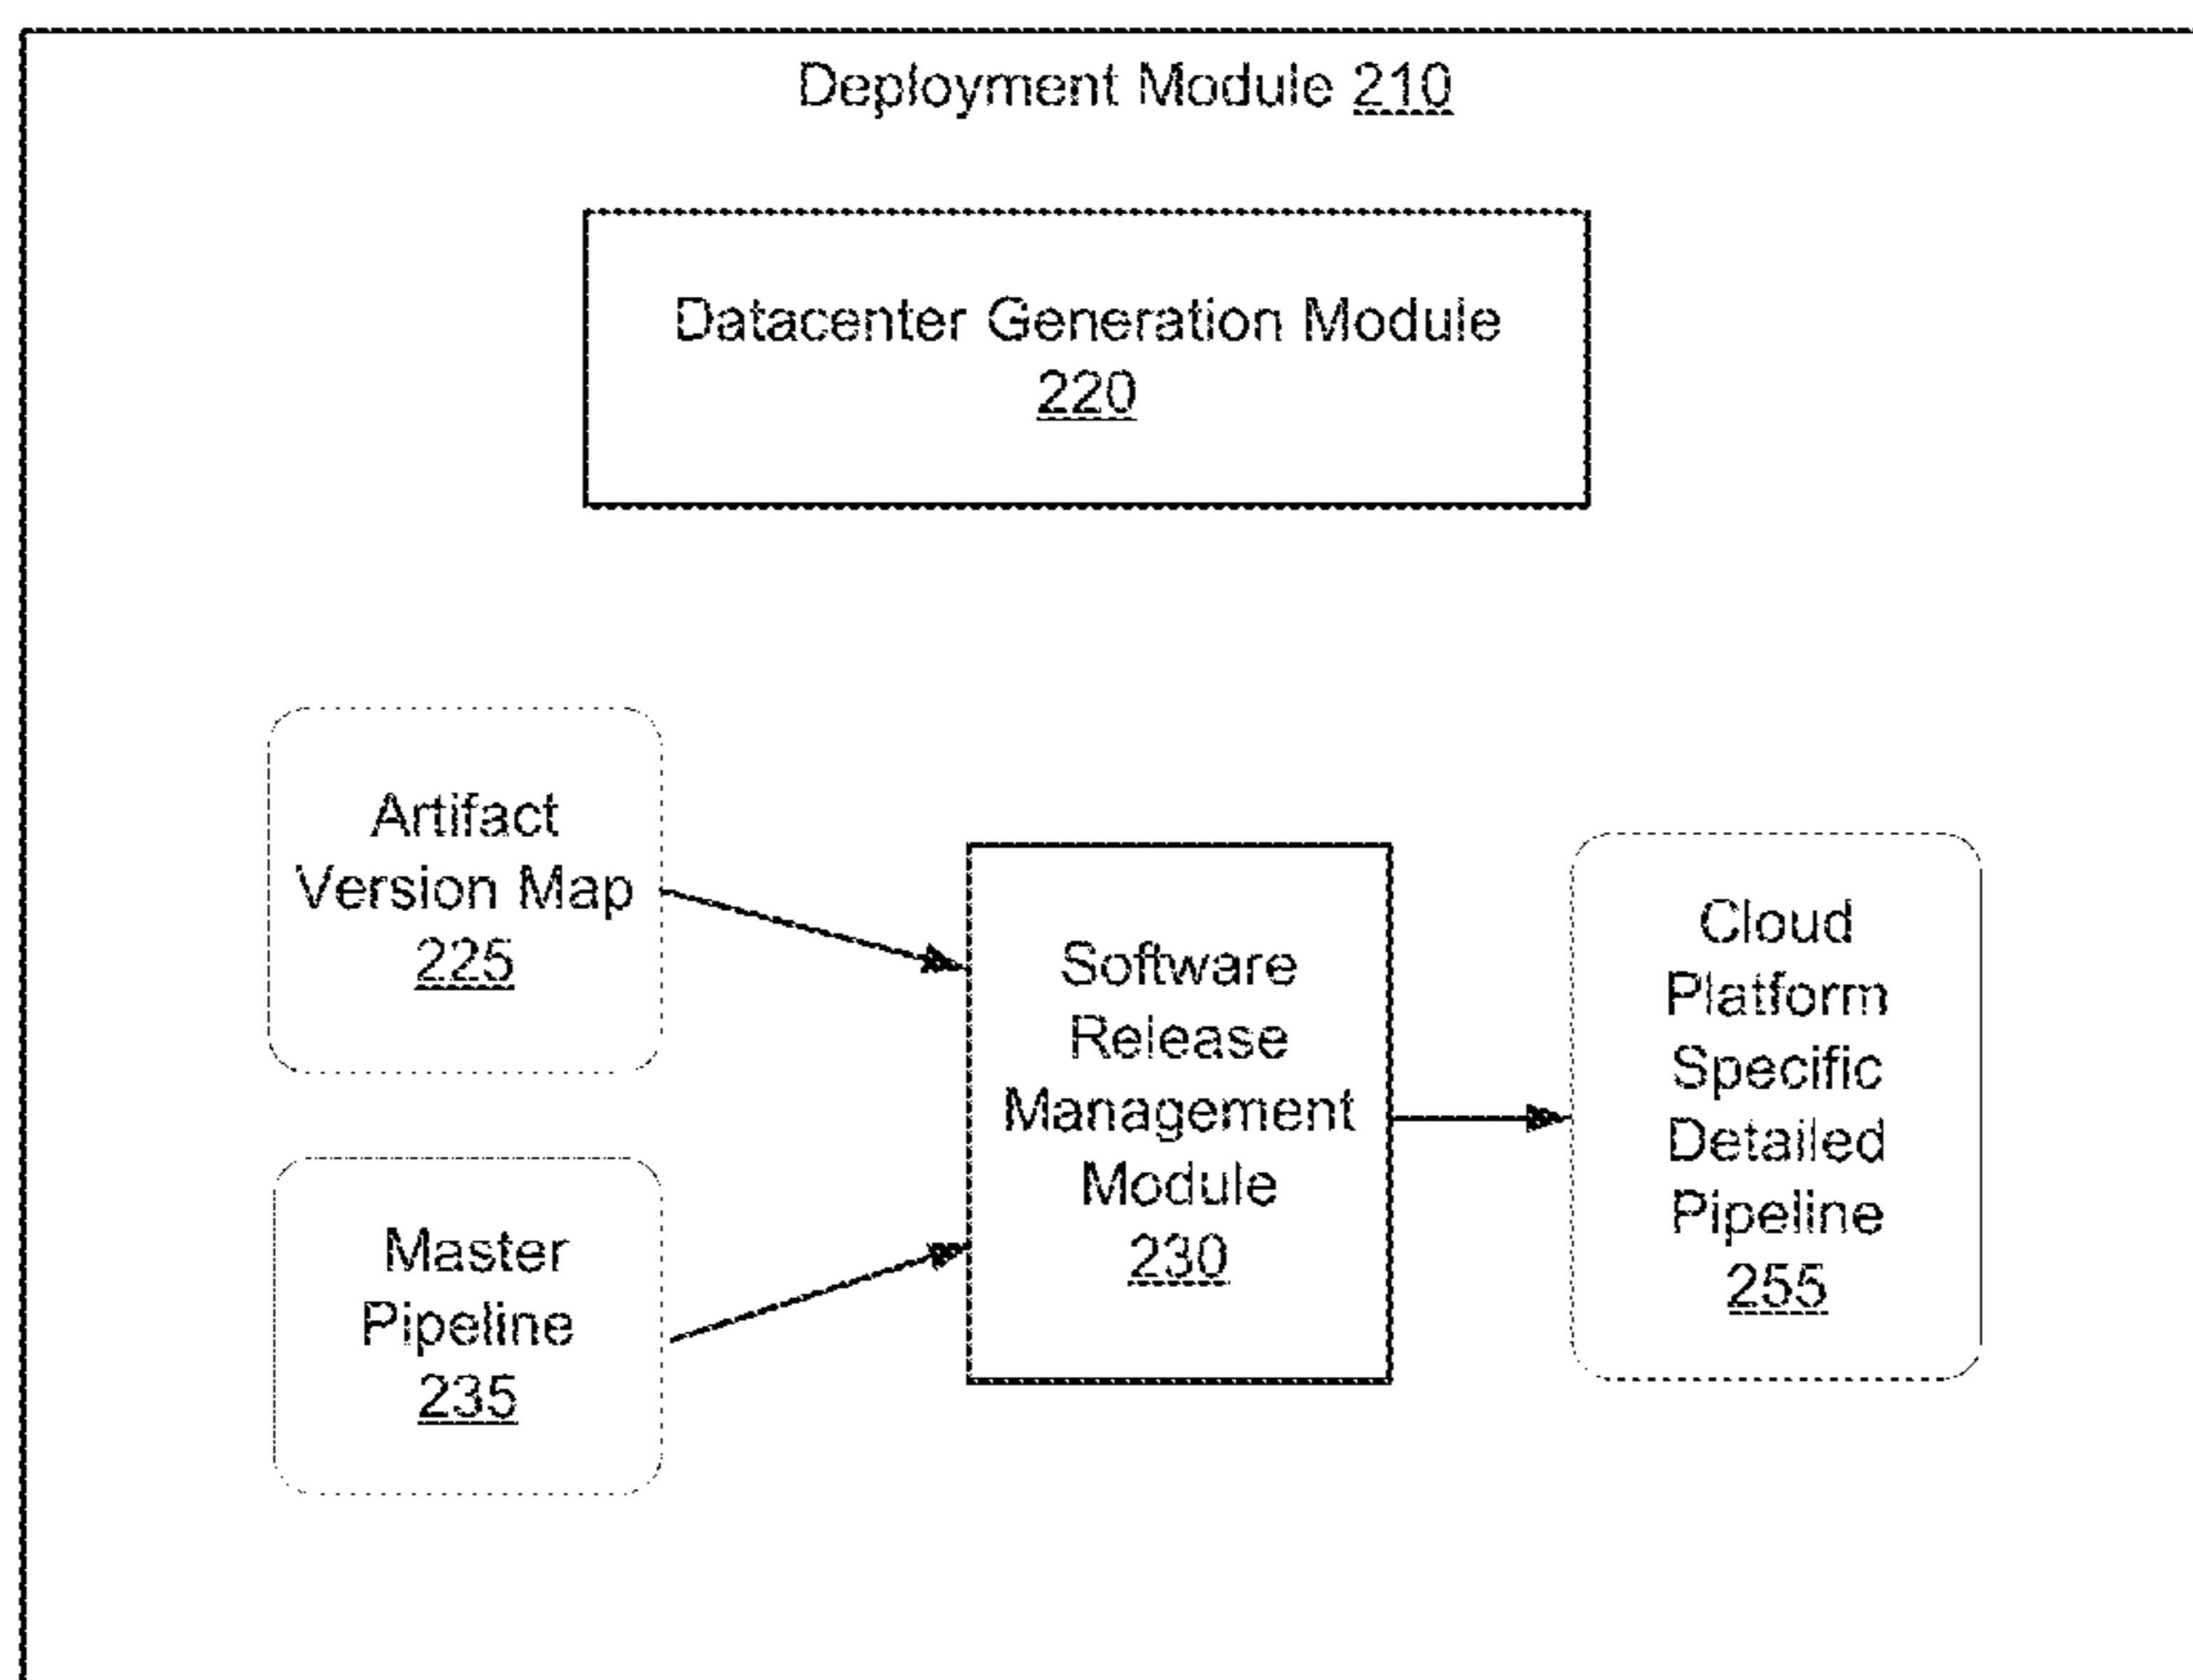 Deployment Module 210
Datacenter Generation Module
220
Artifact
Version Map
225
Master
Pipeline
235
Software
Release
Management
Module
230
Cloud
Platform
Specific
Detailed
Pipeline
255